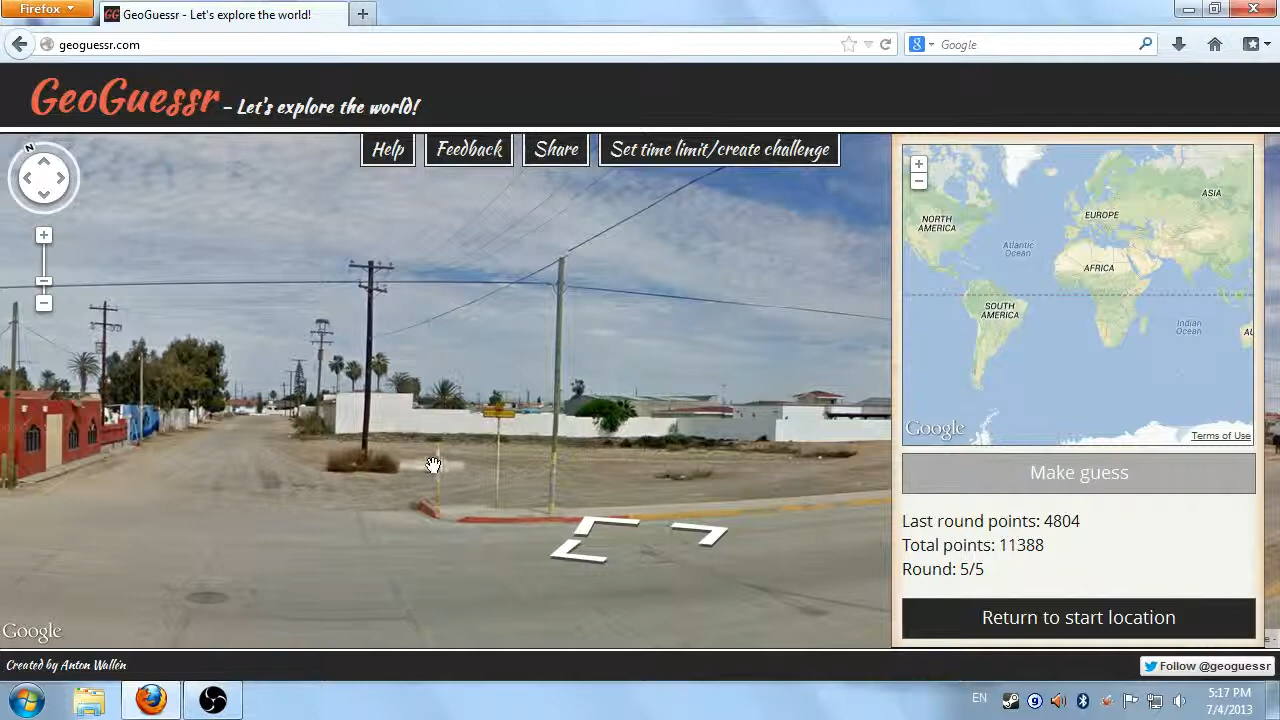 Firefox
GeoGuessr - Let's explore the world!
geoguessr.com
Google
GeoGuessr - Let's explore the world!
Help
Feedback
Share
Set time limit/create challenge
N
NORTH
AMERICA
Atlantic
Ocean
EUROPE
ASIA
AFRICA
SOUTH
AMERICA
Indian
Ocean
AU
Google
Terms of Use
Make guess
Last round points: 4804
Total points: 11388
Round: 5/5
Return to start location
Google
Created by Anton Wallén
Follow @geoguessr
EN
5:17 PM
7/4/2013